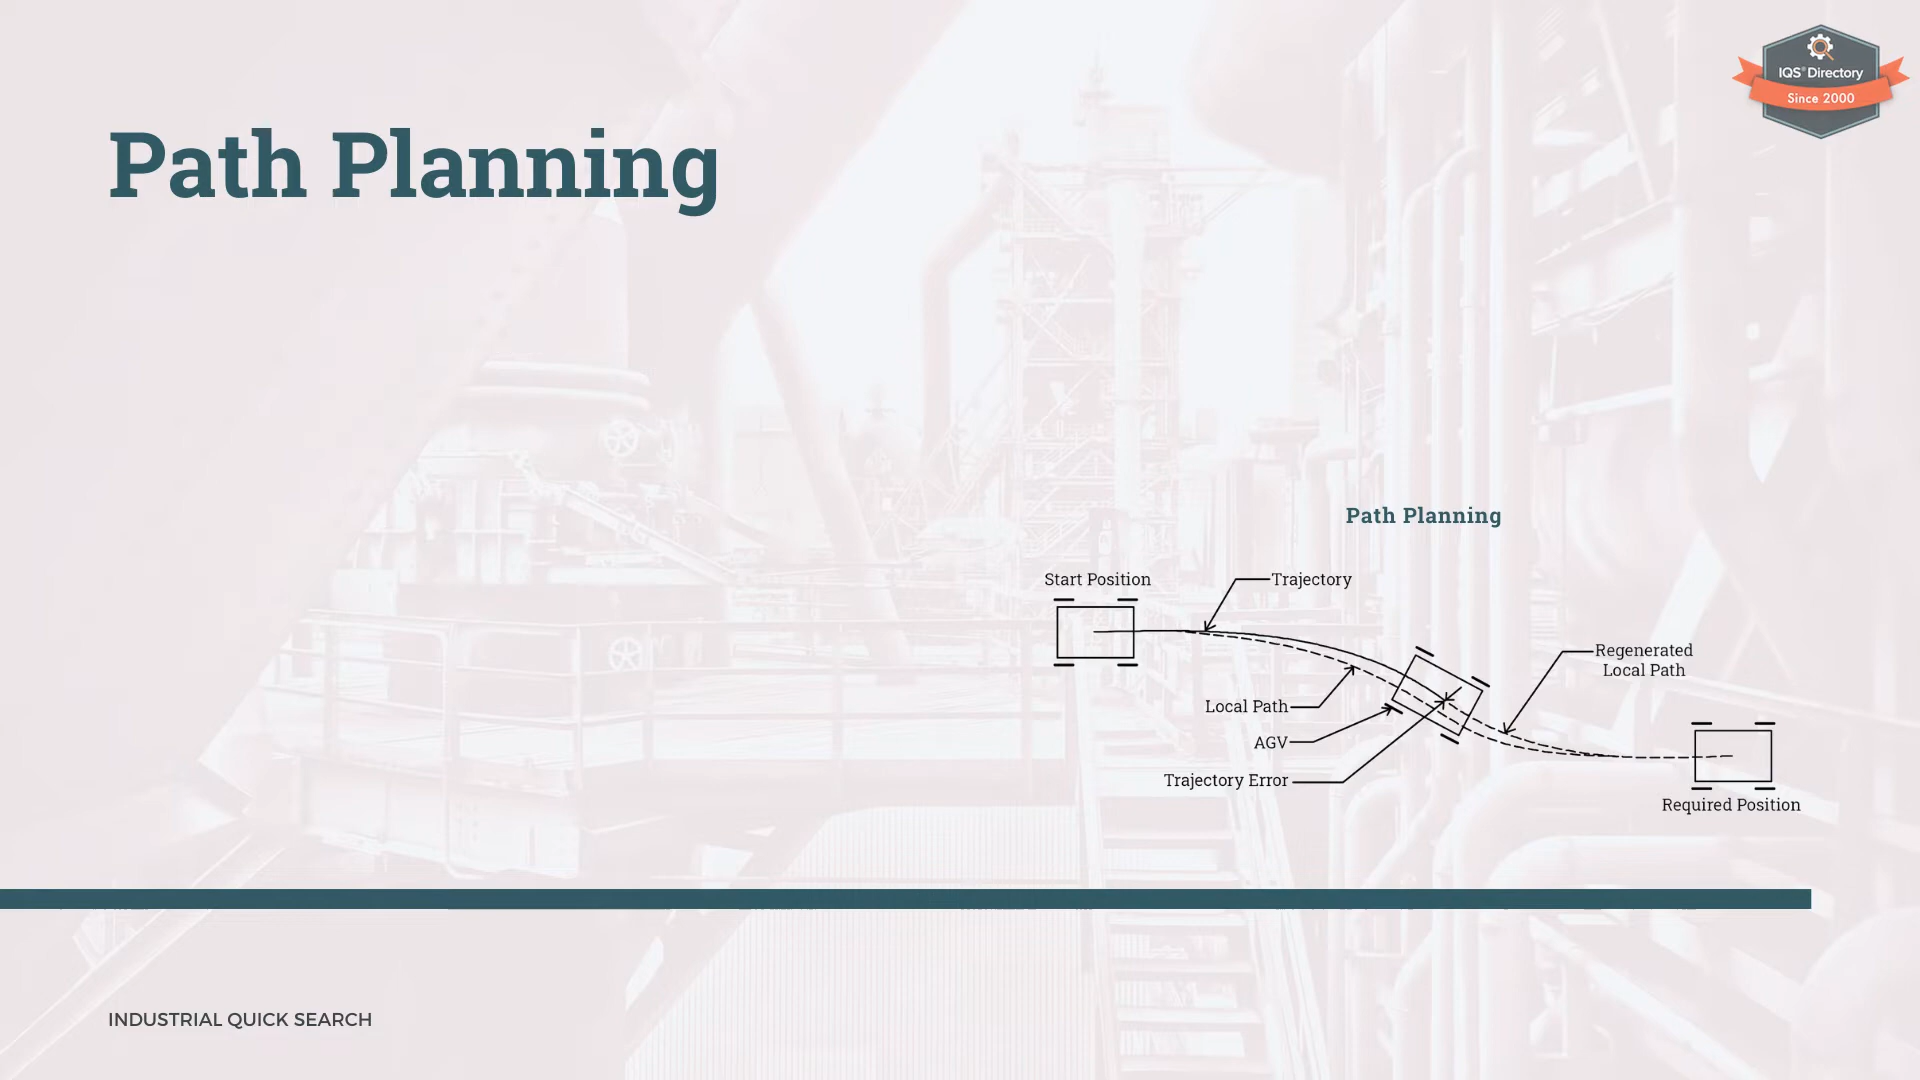 IQS® Directory
Since 2000
Path Planning
Path Planning
Start Position
Trajectory
Regenerated
Local Path
Local Path
AGV
Trajectory Error
Required Position
INDUSTRIAL QUICK SEARCH